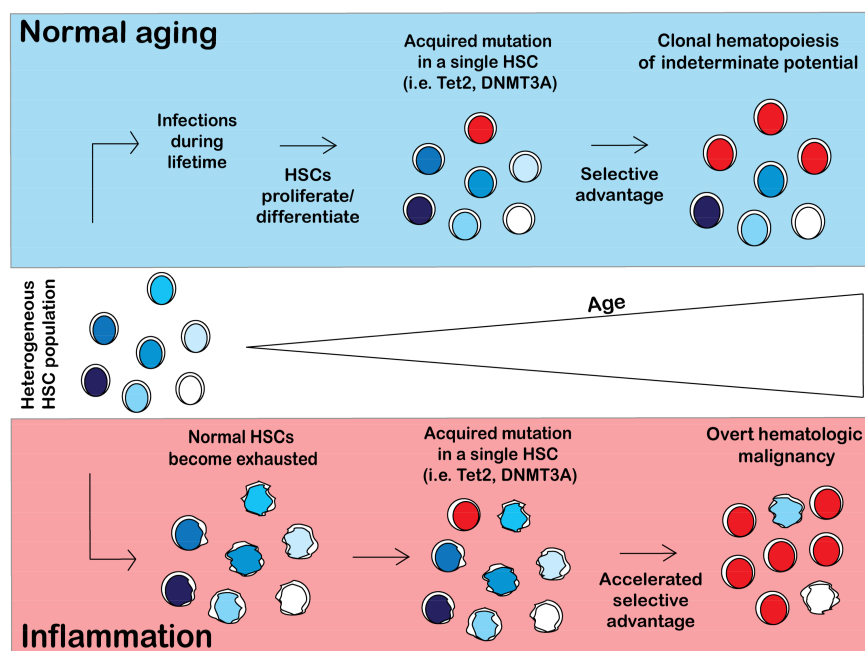 Normal aging
Infections
during
lifetime
HSCs
proliferate/
differentiate
Acquired mutation
in a single HSC
(i.e. Tet2, DNMT3A)
Selective
advantage
Clonal hematopoiesis
of indeterminate potential
Heterogeneous
HSC population
Age
Normal HSCs
become exhausted
Acquired mutation
in a single HSC
(i.e. Tet2, DNMT3A)
Accelerated
selective
advantage
Overt hematologic
malignancy
Inflammation